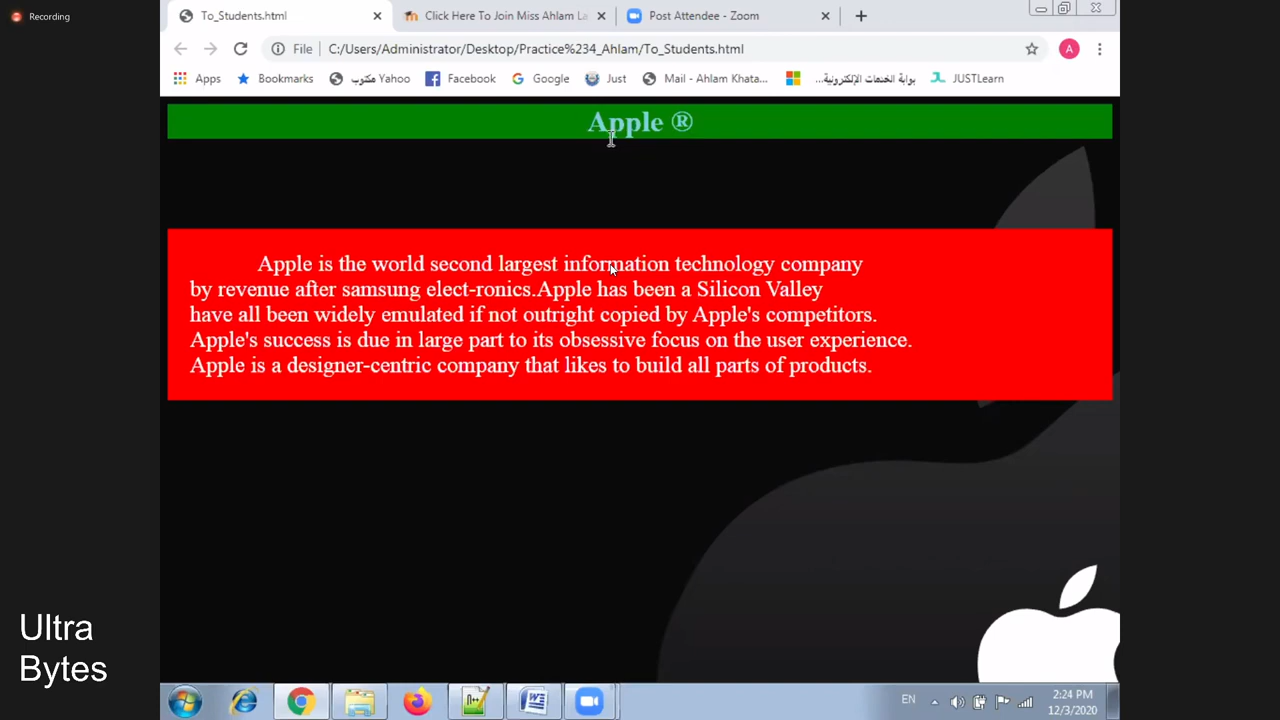 Recording
To_Students.html
Click Here To Join Miss Ahlam La
Post Attendee - Zoom
File
C:/Users/Administrator/Desktop/Practice%234_Ahlam/To_Students.html
A
Apps
Bookmarks
مكتوب Yahoo
Facebook
Google
Just
Mail - Ahlam Khata...
بوابة الخدمات الإلكترونية...
JUSTLearn
Apple ®
Apple is the world second largest information technology company
by revenue after samsung elect-ronics.Apple has been a Silicon Valley
have all been widely emulated if not outright copied by Apple's competitors.
Apple's success is due in large part to its obsessive focus on the user experience.
Apple is a designer-centric company that likes to build all parts of products.
Ultra
Bytes
EN
2:24 PM
12/3/2020